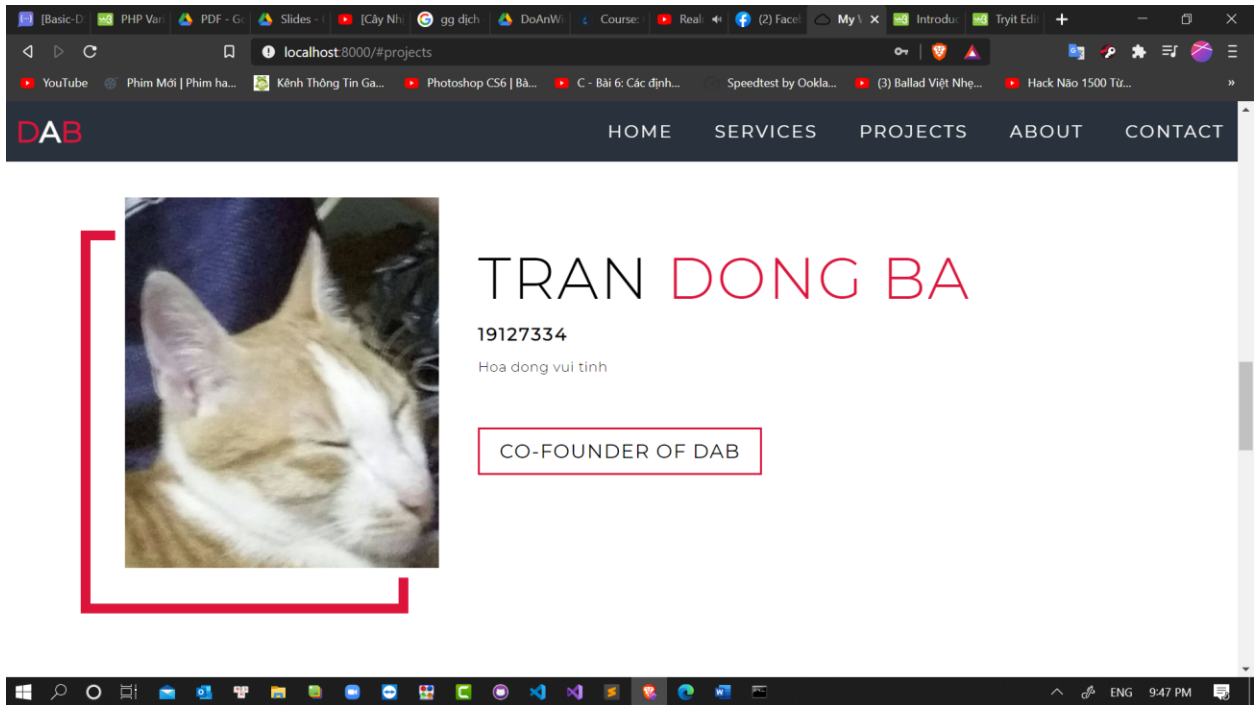 [Basic-D: PHP Vari PDF - Go Slides - ( [Cây Nhi gg dịch DoAnWi Course: Reali (2) Facel My \ Introduc Tryit Edit
localhost:8000/#projects
YouTube Phim Mới | Phim ha... Kênh Thông Tin Ga... Photoshop CS6 | Bà... C - Bài 6: Các định... Speedtest by Ookla... (3) Ballad Việt Nhẹ... Hack Não 1500 Từ... »
DAB HOME SERVICES PROJECTS ABOUT CONTACT
TRAN DONG BA
19127334
Hoa dong vui tinh
CO-FOUNDER OF DAB
ENG 9:47 PM